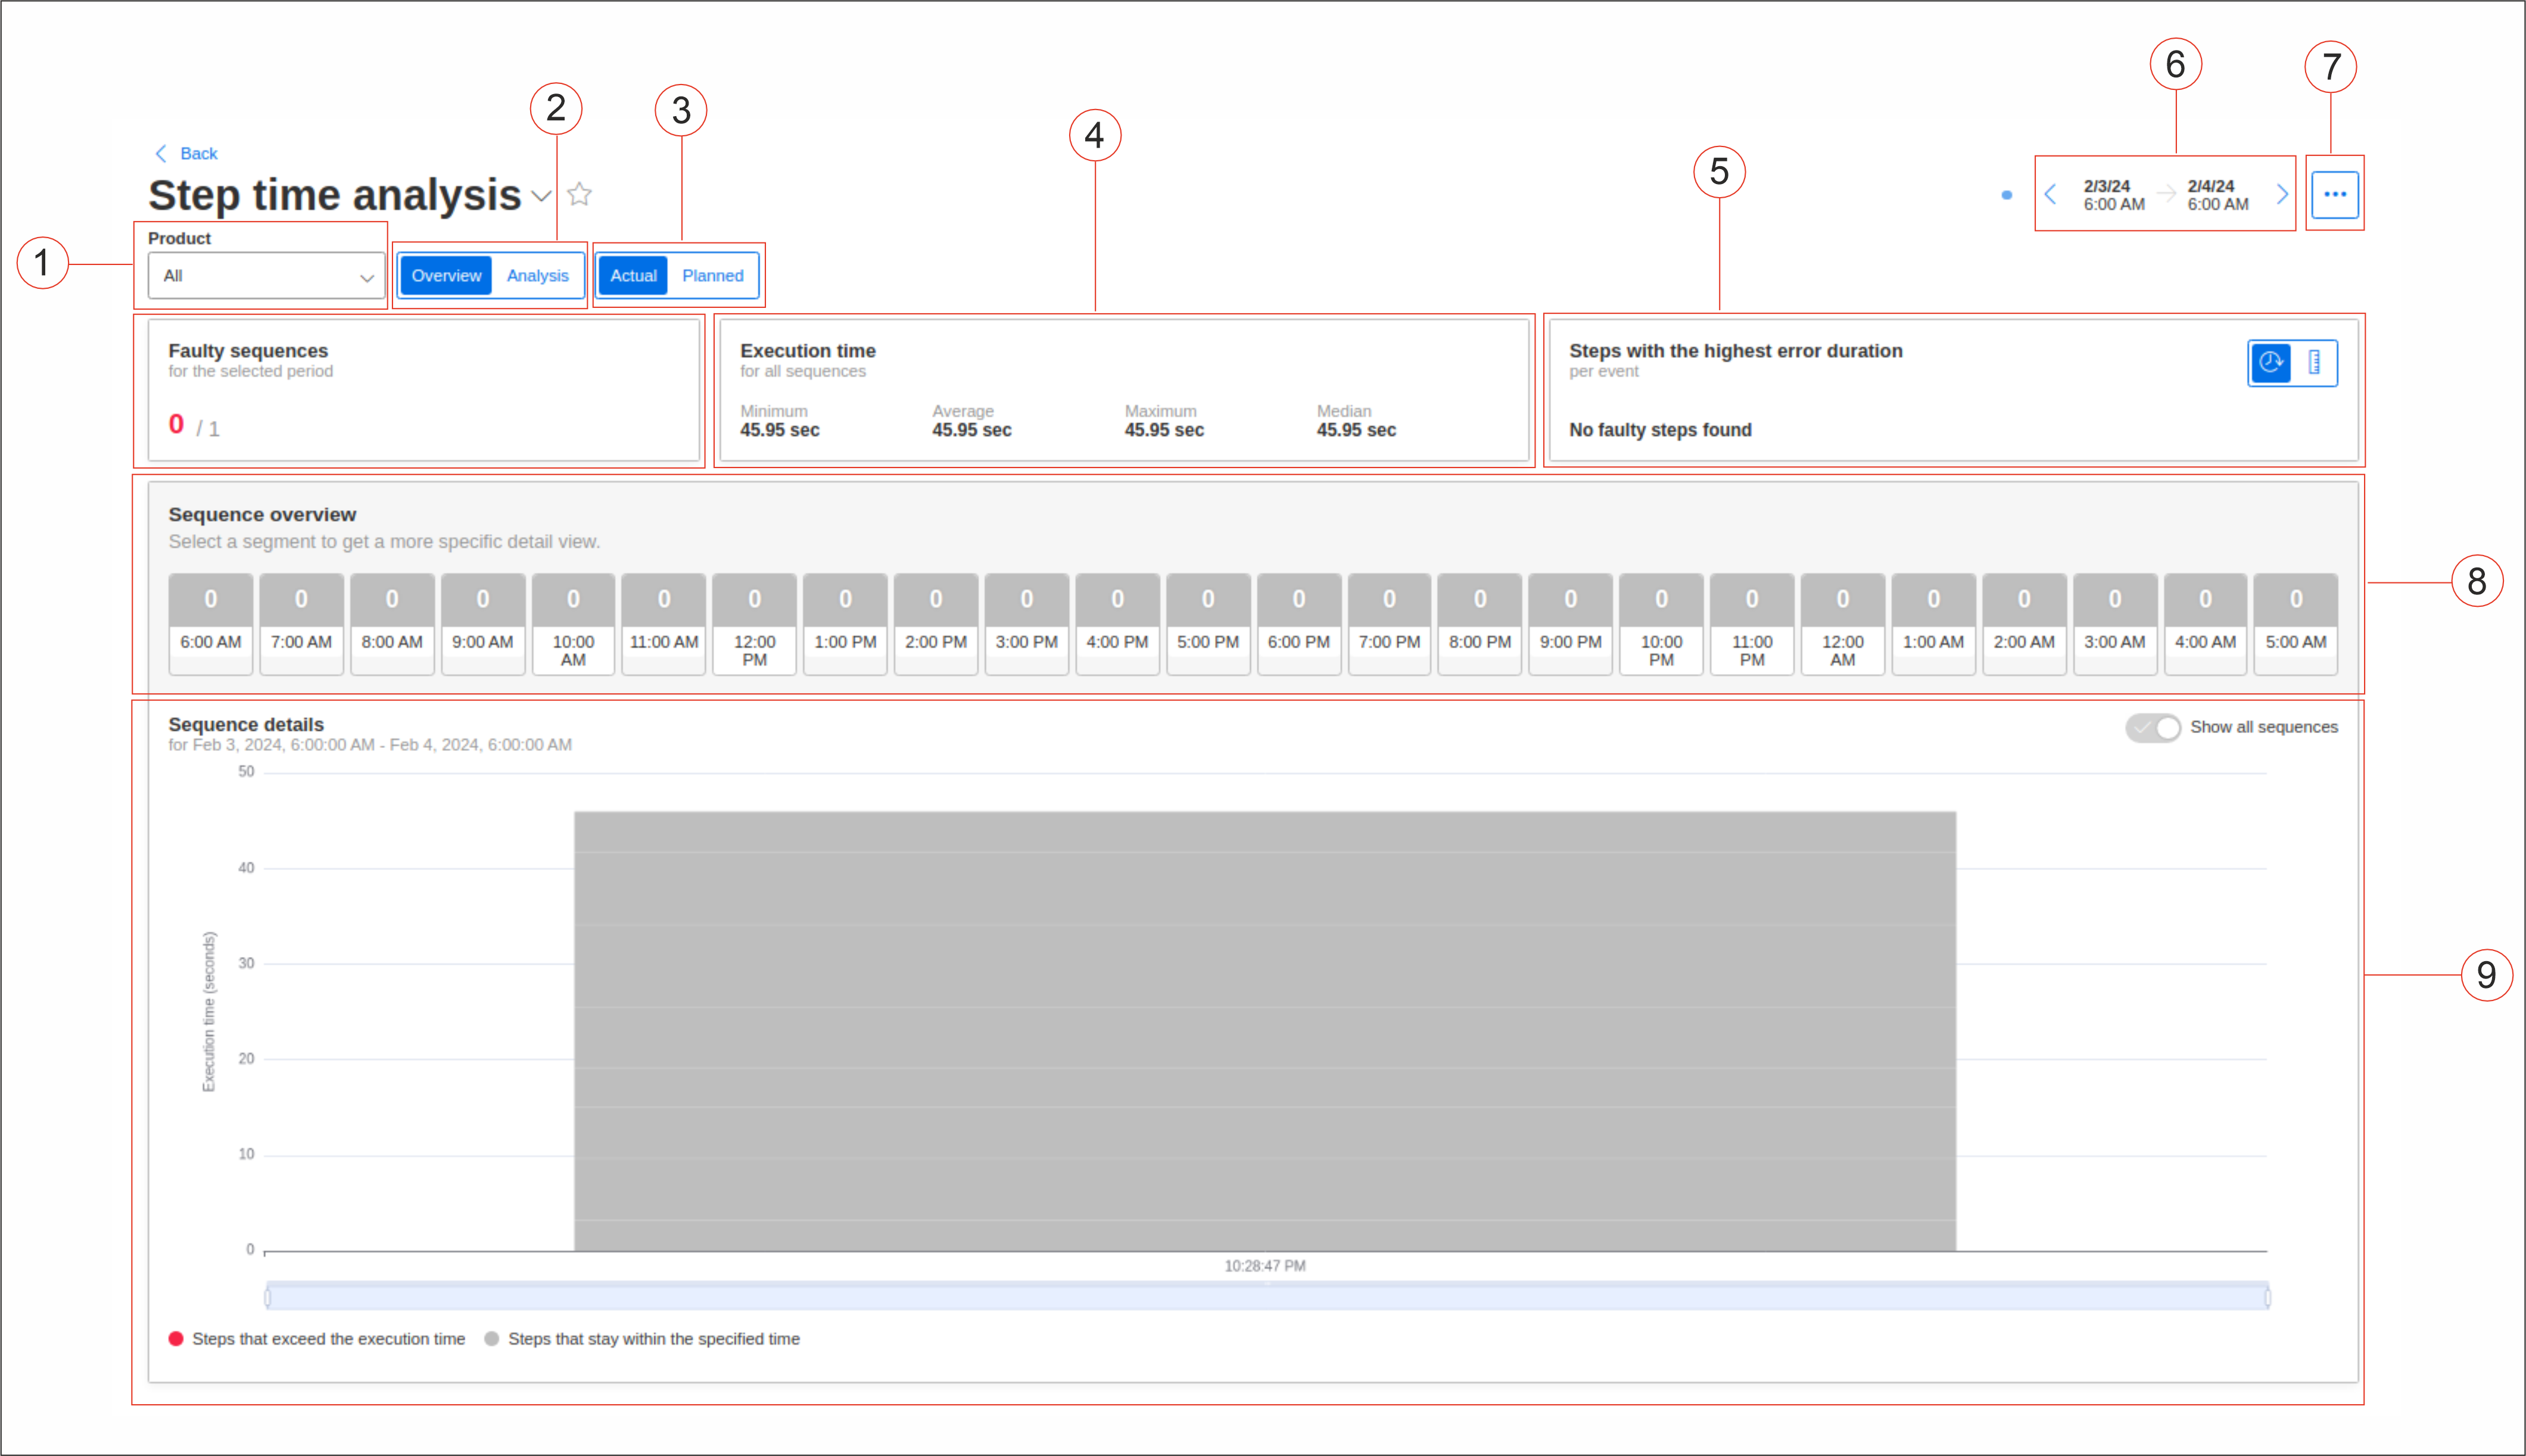 6
7
2
3
4
5
Back
Step time analysis
2/3/24
6:00 AM
2/4/24
6:00 AM
1
Product
All
Overview Analysis
Actual Planned
Faulty sequences
for the selected period
0 / 1
Execution time
for all sequences
Minimum Average Maximum Median
45.95 sec 45.95 sec 45.95 sec 45.95 sec
Steps with the highest error duration
per event
No faulty steps found
Sequence overview
Select a segment to get a more specific detail view.
0 0 0 0 0 0 0 0 0 0 0 0 0 0 0 0 0 0 0 0 0 0 0 0
6:00 AM 7:00 AM 8:00 AM 9:00 AM 10:00 AM 11:00 AM 12:00 PM 1:00 PM 2:00 PM 3:00 PM 4:00 PM 5:00 PM 6:00 PM 7:00 PM 8:00 PM 9:00 PM 10:00 PM 11:00 PM 12:00 AM 1:00 AM 2:00 AM 3:00 AM 4:00 AM 5:00 AM
8
Sequence details
for Feb 3, 2024, 6:00:00 AM - Feb 4, 2024, 6:00:00 AM
Show all sequences
50
40
30
20
10
0
Execution time (seconds)
9
10:28:47 PM
Steps that exceed the execution time
Steps that stay within the specified time